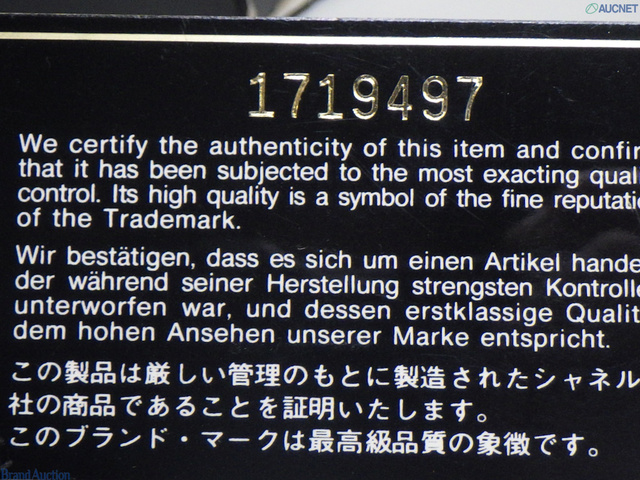 AUCNET
1719497
We certify the authenticity of this item and confir
that it has been subjected to the most exacting qual
control. Its high quality is a symbol of the fine reputati
of the Trademark.
Wir bestätigen, dass es sich um einen Artikel hande
der während seiner Herstellung strengsten Kontrolle
unterworfen war, und dessen erstklassige Qualit
dem hohen Ansehen unserer Marke entspricht.
この製品は厳しい管理のもとに製造されたシャネル
社の商品であることを証明いたします。
このブランド・マークは最高級品質の象徴です。
Brand Auction